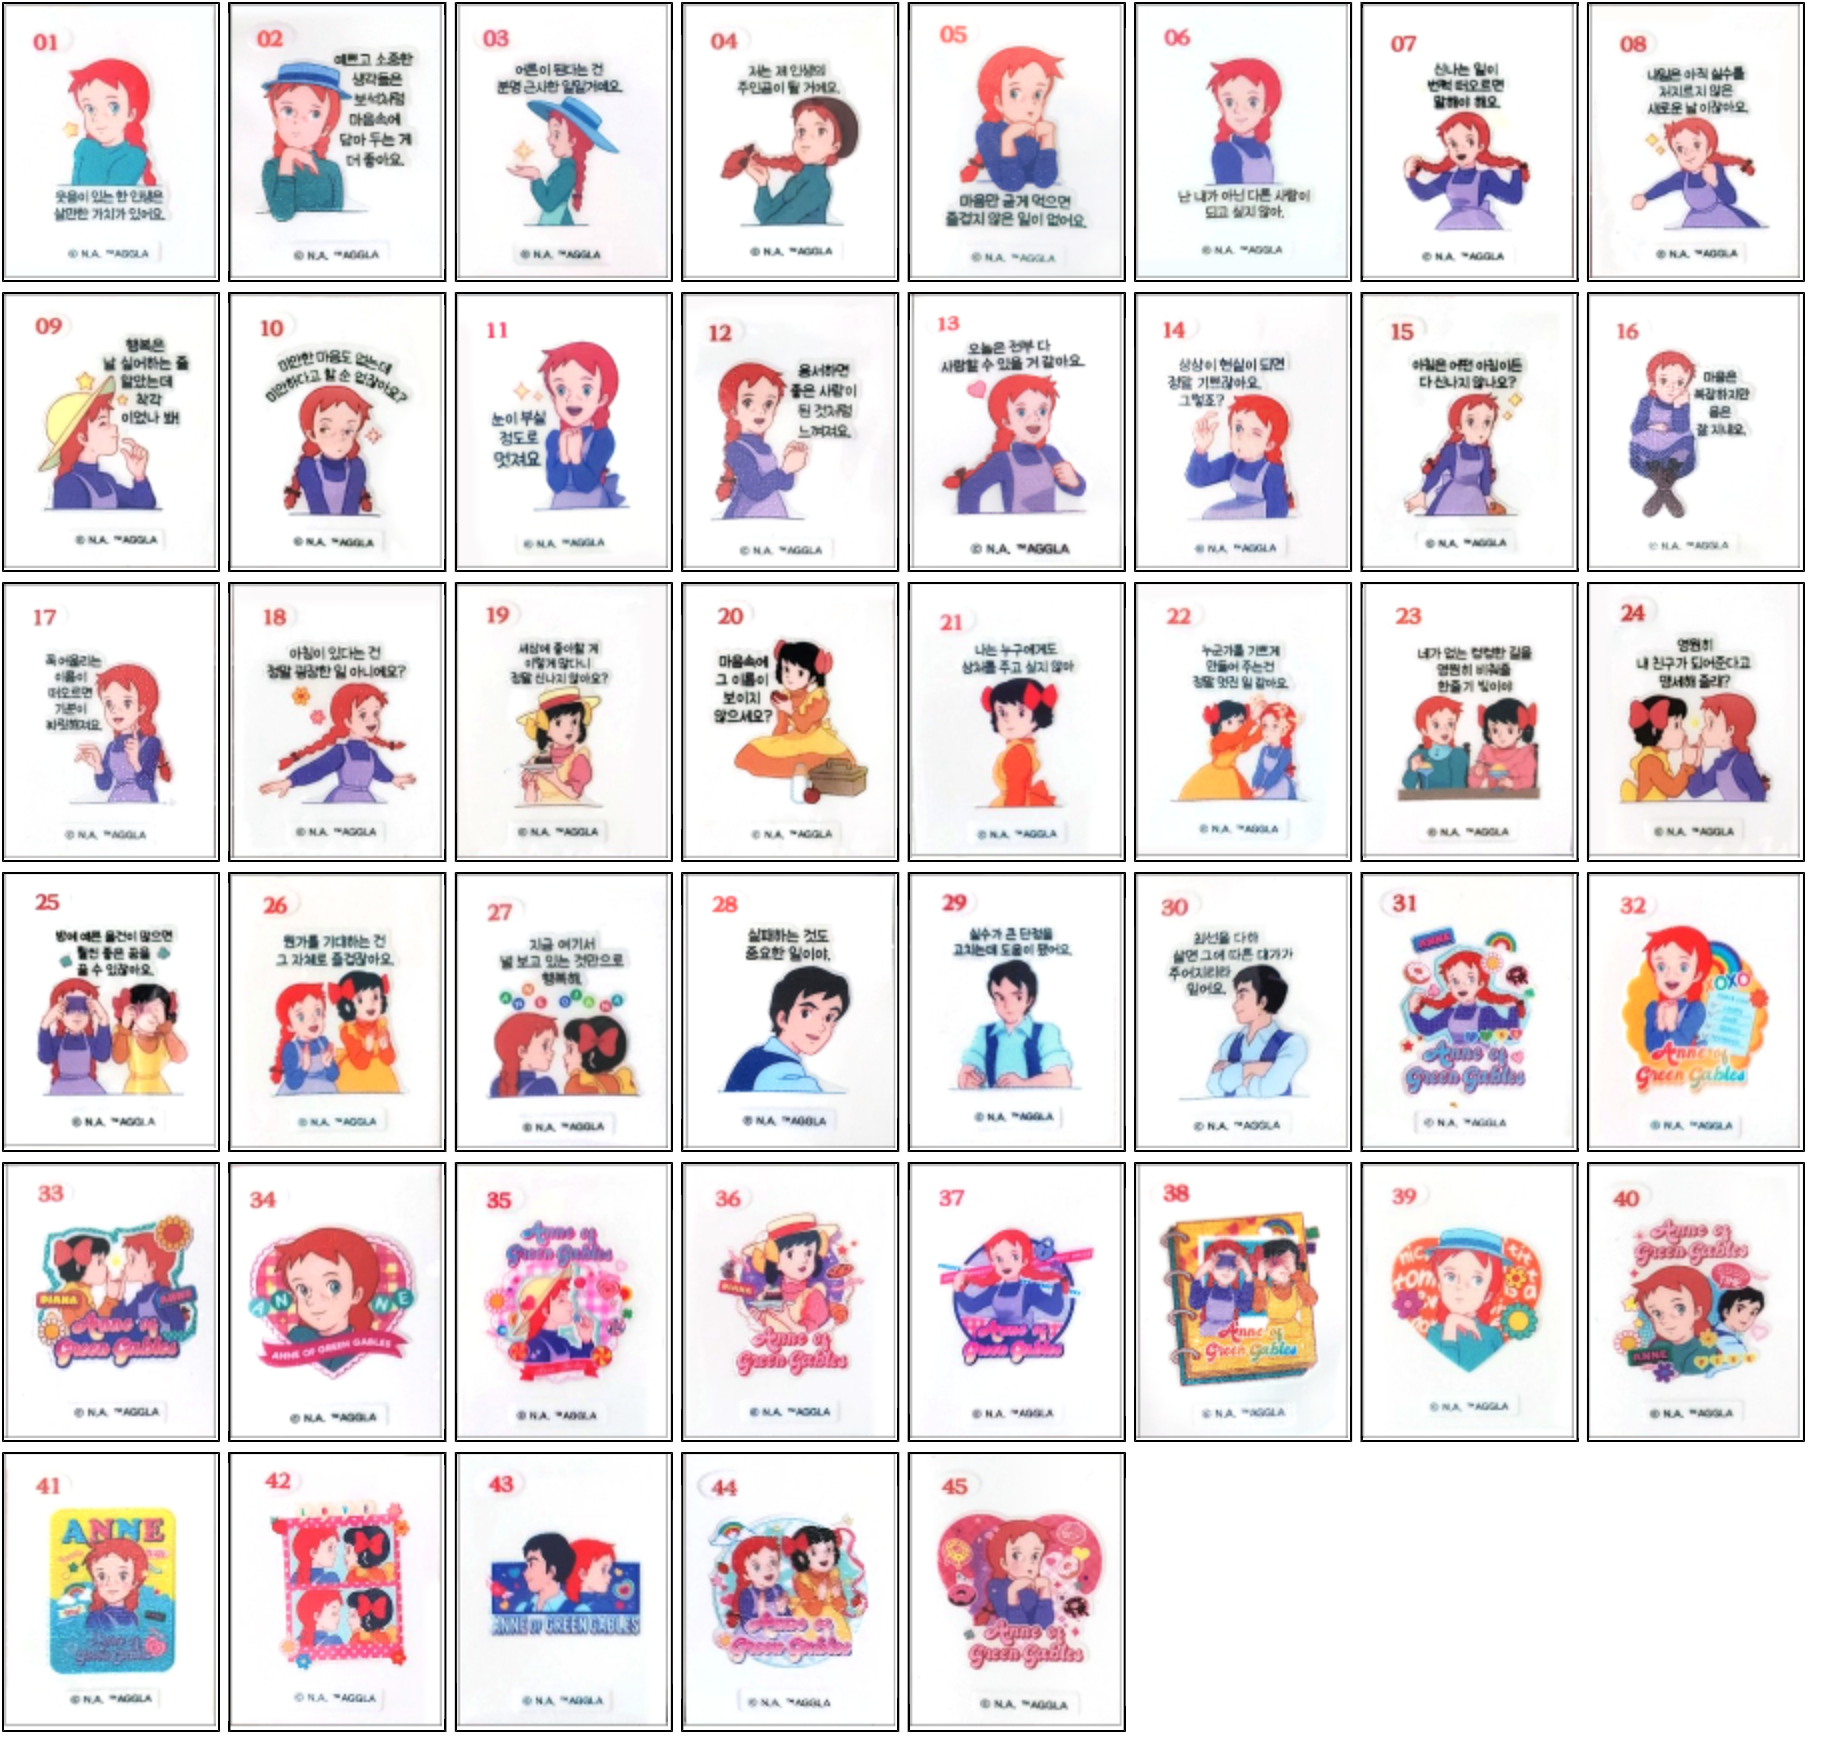 01
웃음이 있는 한 인생은
살만한 가치가 있어요.
© N.A. ™AGGLA
02
예쁘고 소중한
생각들은
보석처럼
마음속에
담아 두는 게
더 좋아요.
© N.A. ™AGGLA
03
어른이 된다는 건
분명 근사한 일일거예요.
© N.A. ™AGGLA
04
저는 제 인생의
주인공이 될 거예요.
© N.A. ™AGGLA
05
마음만 굳게 먹으면
즐겁지 않은 일이 없어요.
© N.A. ™AGGLA
06
난 내가 아닌 다른 사람이
되고 싶지 않아.
© N.A. ™AGGLA
07
신나는 일이
번쩍 떠오르면
말해야 해요.
© N.A. ™AGGLA
08
내일은 아직 실수를
저지르지 않은
새로운 날이잖아요.
© N.A. ™AGGLA
09
행복은
날 싫어하는 줄
알았는데
착각
이었나 봐!
© N.A. ™AGGLA
10
미안한 마음도 없는데
미안하다고 할 순 없잖아요?
© N.A. ™AGGLA
11
눈이 부실
정도로
멋져요
© N.A. ™AGGLA
12
용서하면
좋은 사람이
된 것처럼
느껴져요.
© N.A. ™AGGLA
13
오늘은 전부 다
사랑할 수 있을 거 같아요.
© N.A. ™AGGLA
14
상상이 현실이 되면
정말 기쁘잖아요.
그렇죠?
© N.A. ™AGGLA
15
아침은 어떤 아침이든
다 신나지 않나요?
© N.A. ™AGGLA
16
마음은
복잡하지만
몸은
잘 지내요.
© N.A. ™AGGLA
17
꼭 어울리는
이름이
떠오르면
기분이
짜릿해져요.
© N.A. ™AGGLA
18
아침이 있다는 건
정말 굉장한 일 아니에요?
© N.A. ™AGGLA
19
세상에 좋아할 게
이렇게 많다니
정말 신나지 않아요?
© N.A. ™AGGLA
20
마음속에
그 이름이
보이지
않으세요?
© N.A. ™AGGLA
21
나는 누구에게도
상처를 주고 싶지 않아
© N.A. ™AGGLA
22
누군가를 기쁘게
만들어 주는건
정말 멋진 일 같아요.
© N.A. ™AGGLA
23
네가 없는 컴컴한 길을
영원히 비춰줄
한줄기 빛이야
© N.A. ™AGGLA
24
영원히
내 친구가 되어준다고
맹세해 줄래?
© N.A. ™AGGLA
25
방에 예쁜 물건이 많으면
훨씬 좋은 꿈을
꿀 수 있잖아요.
© N.A. ™AGGLA
26
뭔가를 기대하는 건
그 자체로 즐겁잖아요.
© N.A. ™AGGLA
27
지금 여기서
널 보고 있는 것만으로
행복해.
© N.A. ™AGGLA
28
실패하는 것도
중요한 일이야.
© N.A. ™AGGLA
29
실수가 큰 단점을
고치는데 도움이 됐어요.
© N.A. ™AGGLA
30
최선을 다해
살면 그에 따른 대가가
주어지리라
믿어요.
© N.A. ™AGGLA
31
ANNA
Anne of
Green Gables
© N.A. ™AGGLA
32
XOXO
Anne of
Green Gables
© N.A. ™AGGLA
33
DIANA
ANNE
Anne of
Green Gables
© N.A. ™AGGLA
34
ANNE
ANNE OF GREEN GABLES
© N.A. ™AGGLA
35
Anne of
Green Gables
© N.A. ™AGGLA
36
DIANA
Anne of
Green Gables
© N.A. ™AGGLA
37
Anne of
Green Gables
© N.A. ™AGGLA
38
Anne of
Green Gables
© N.A. ™AGGLA
39
© N.A. ™AGGLA
40
Anne of
Green Gables
ANNE
© N.A. ™AGGLA
41
ANNE
© N.A. ™AGGLA
42
LOVE
© N.A. ™AGGLA
43
ANNE OF GREEN GABLES
© N.A. ™AGGLA
44
Anne of
Green Gables
© N.A. ™AGGLA
45
Anne of
Green Gables
© N.A. ™AGGLA